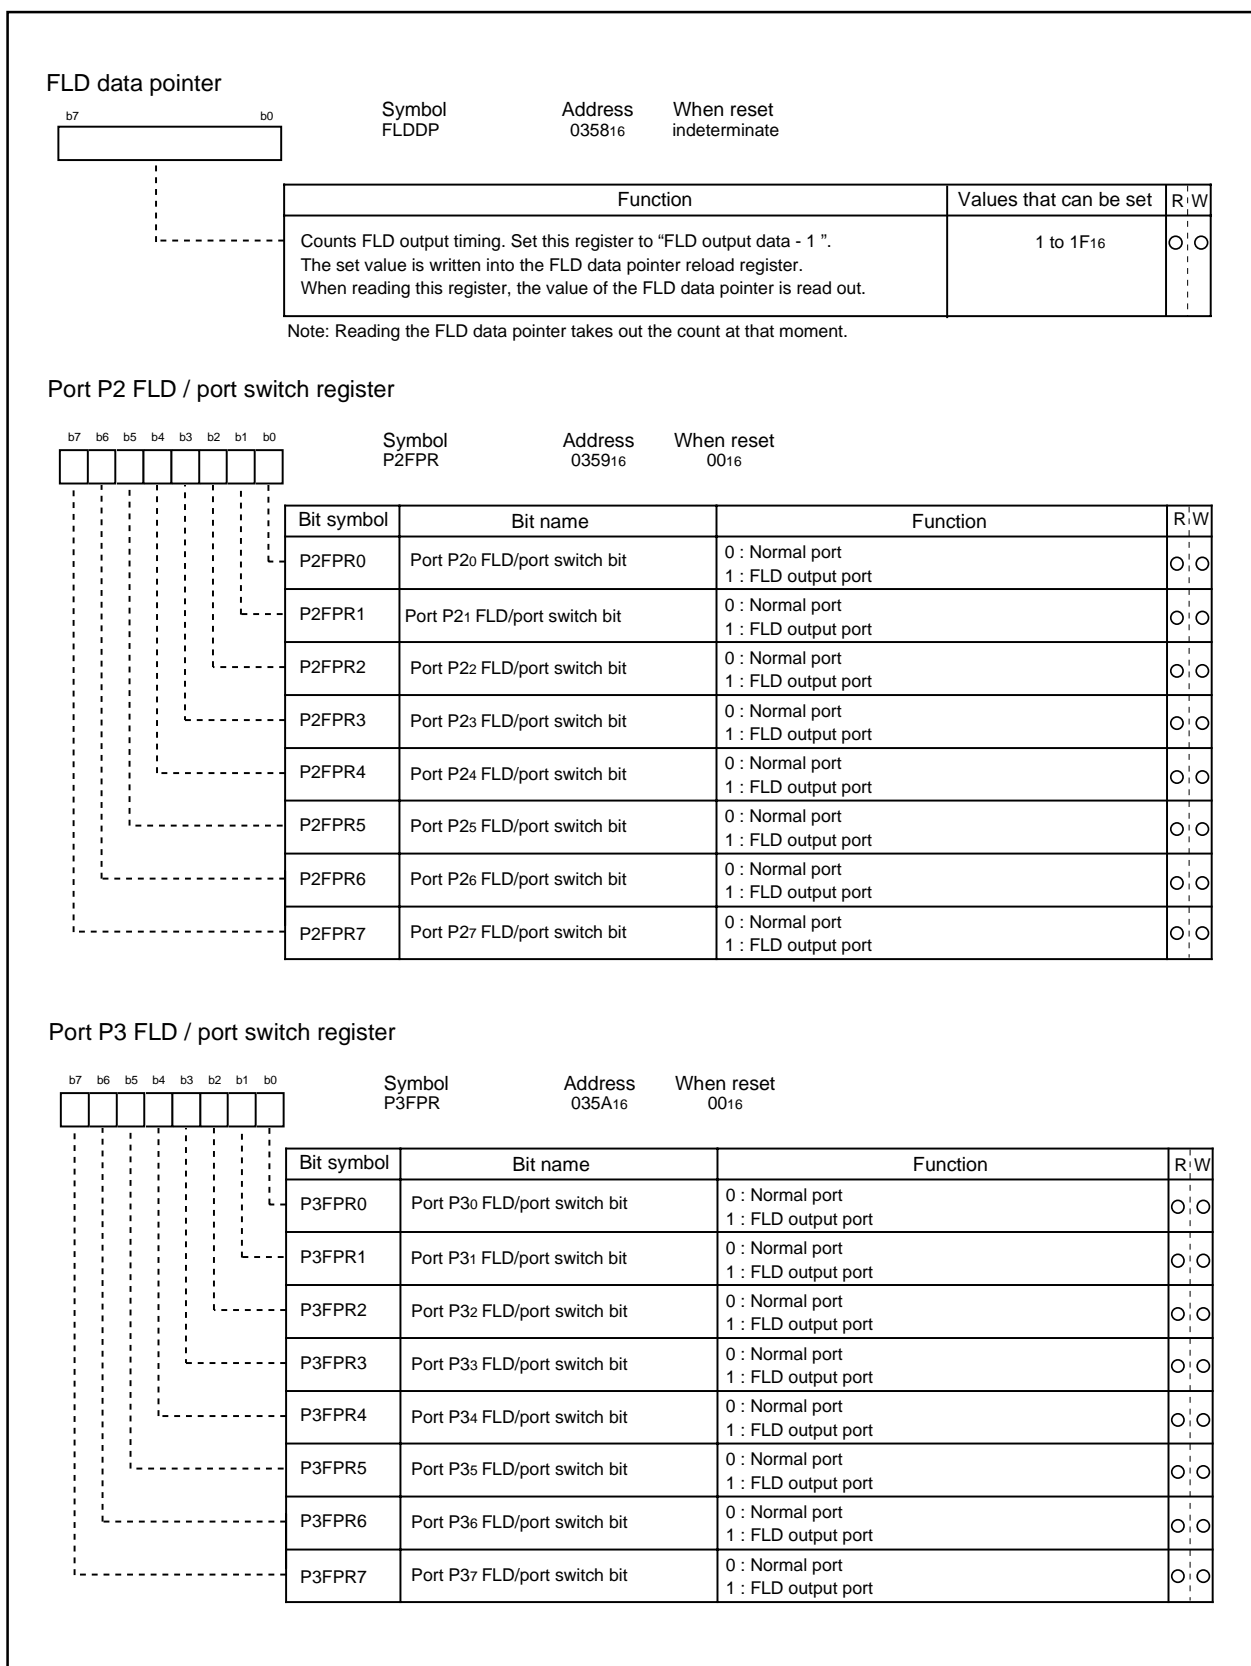 FLD data pointer
b7 b0
Symbol Address When reset
FLDDP 035816 indeterminate
Function Values that can be set R W
Counts FLD output timing. Set this register to “FLD output data - 1 ”. 1 to 1F16
The set value is written into the FLD data pointer reload register.
When reading this register, the value of the FLD data pointer is read out.
Note: Reading the FLD data pointer takes out the count at that moment.
Port P2 FLD / port switch register
b7 b6 b5 b4 b3 b2 b1 b0
Symbol Address When reset
P2FPR 035916 0016
Bit symbol Bit name Function R W
P2FPR0 Port P20 FLD/port switch bit 0 : Normal port
1 : FLD output port
P2FPR1 Port P21 FLD/port switch bit 0 : Normal port
1 : FLD output port
P2FPR2 Port P22 FLD/port switch bit 0 : Normal port
1 : FLD output port
P2FPR3 Port P23 FLD/port switch bit 0 : Normal port
1 : FLD output port
P2FPR4 Port P24 FLD/port switch bit 0 : Normal port
1 : FLD output port
P2FPR5 Port P25 FLD/port switch bit 0 : Normal port
1 : FLD output port
P2FPR6 Port P26 FLD/port switch bit 0 : Normal port
1 : FLD output port
P2FPR7 Port P27 FLD/port switch bit 0 : Normal port
1 : FLD output port
Port P3 FLD / port switch register
b7 b6 b5 b4 b3 b2 b1 b0
Symbol Address When reset
P3FPR 035A16 0016
Bit symbol Bit name Function R W
P3FPR0 Port P30 FLD/port switch bit 0 : Normal port
1 : FLD output port
P3FPR1 Port P31 FLD/port switch bit 0 : Normal port
1 : FLD output port
P3FPR2 Port P32 FLD/port switch bit 0 : Normal port
1 : FLD output port
P3FPR3 Port P33 FLD/port switch bit 0 : Normal port
1 : FLD output port
P3FPR4 Port P34 FLD/port switch bit 0 : Normal port
1 : FLD output port
P3FPR5 Port P35 FLD/port switch bit 0 : Normal port
1 : FLD output port
P3FPR6 Port P36 FLD/port switch bit 0 : Normal port
1 : FLD output port
P3FPR7 Port P37 FLD/port switch bit 0 : Normal port
1 : FLD output port